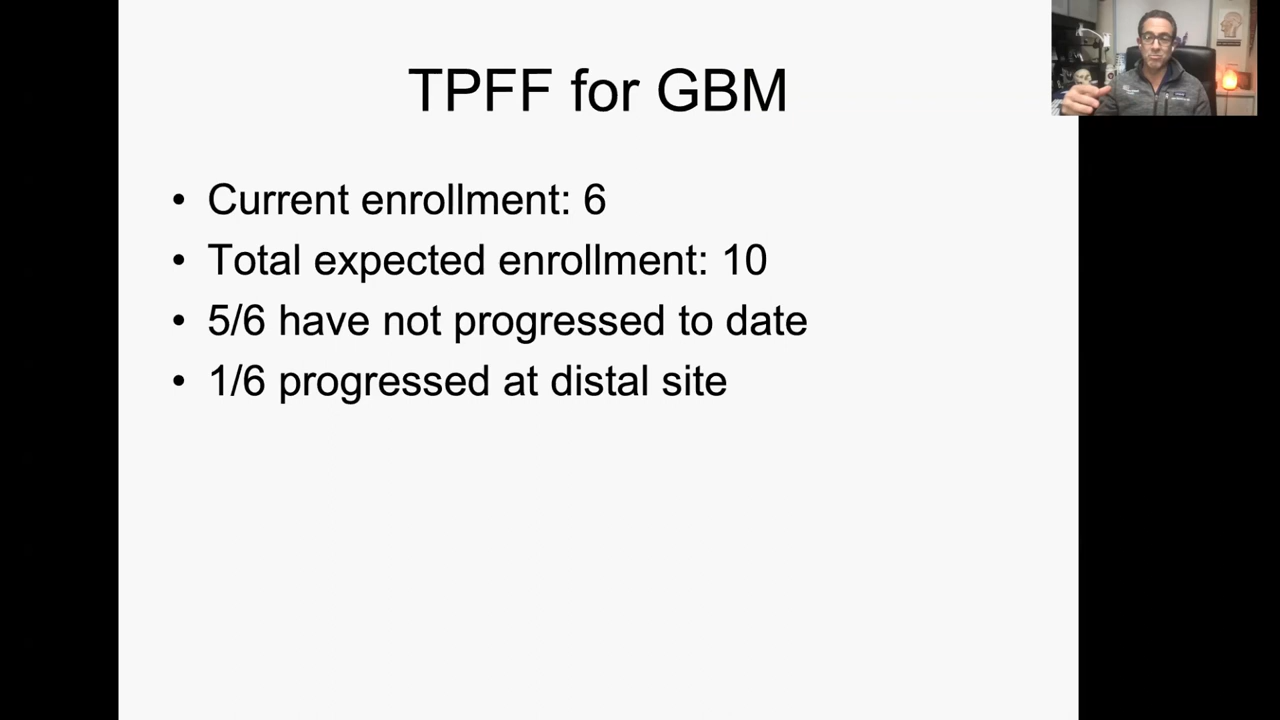 TPFF for GBM
• Current enrollment: 6
• Total expected enrollment: 10
• 5/6 have not progressed to date
• 1/6 progressed at distal site